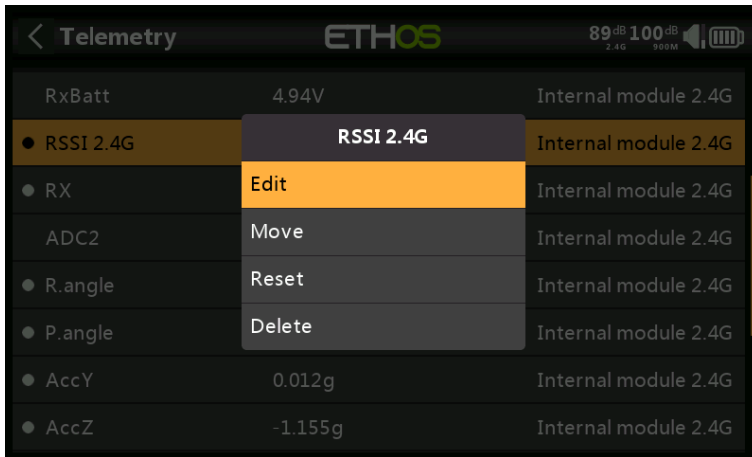 Telemetry ETHOS 89dB 2.4G 100dB 900M
RxBatt 4.94V Internal module 2.4G
RSSI 2.4G RSSI 2.4G Internal module 2.4G
RX Edit Internal module 2.4G
ADC2 Move Internal module 2.4G
R.angle Reset Internal module 2.4G
P.angle Delete Internal module 2.4G
AccY 0.012g Internal module 2.4G
AccZ -1.155g Internal module 2.4G